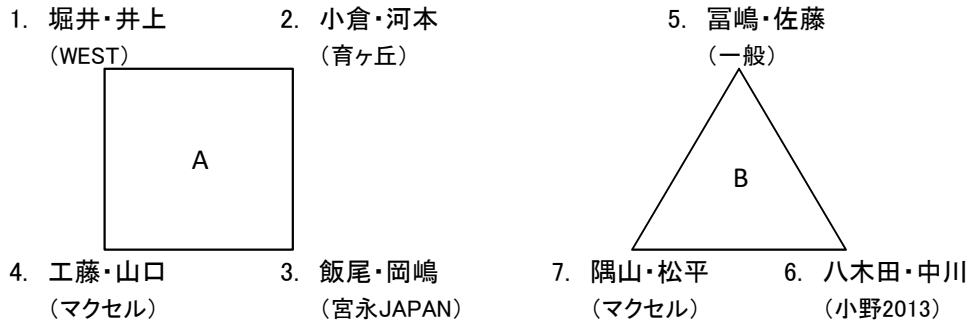 1. 堀井・井上
（WEST）
2. 小倉・河本
（育ヶ丘）
5. 冨嶋・佐藤
（一般）
A
B
4. 工藤・山口
（マクセル）
3. 飯尾・岡嶋
（宮永JAPAN）
7. 隅山・松平
（マクセル）
6. 八木田・中川
（小野2013）